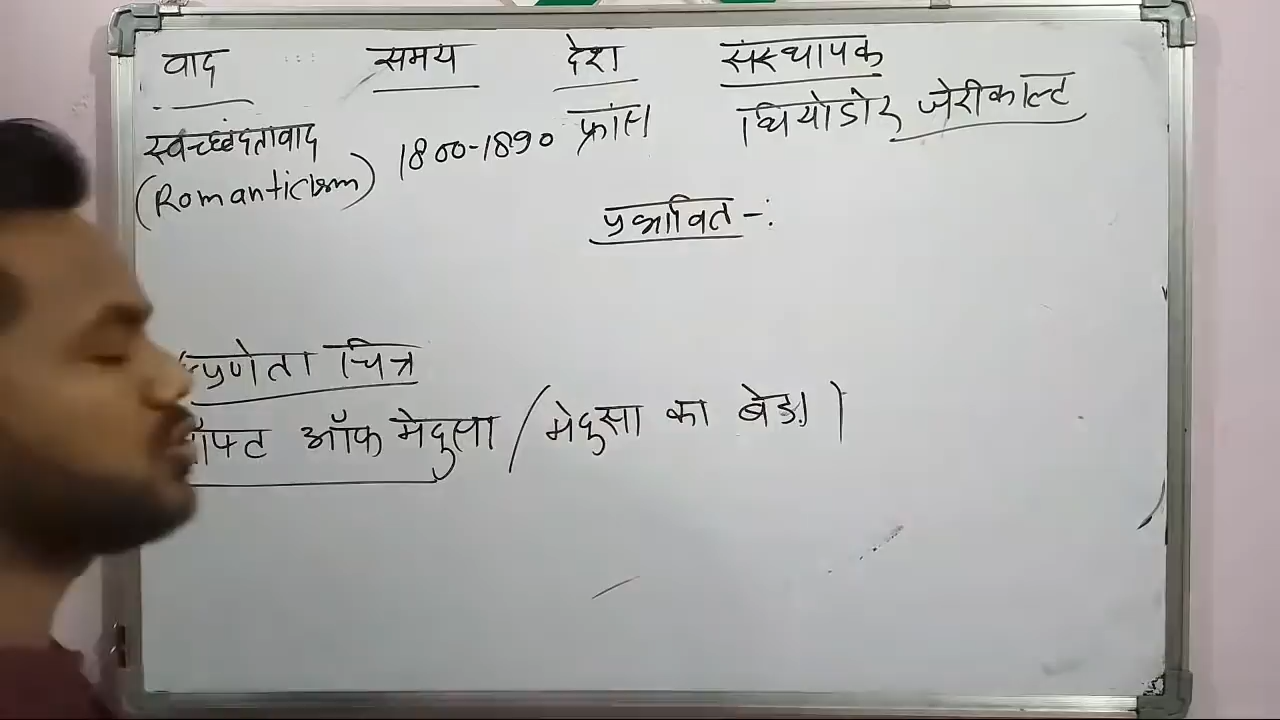 वाद समय देश संस्थापक
स्वच्छंदतावाद 1800-1890 फ्रांस थियोडोर जेरीकाल्ट
(Romanticism)
प्रभावित -:
प्रणेता चित्र
ऑफ मेदुसा / मेदुसा का बेड़ा